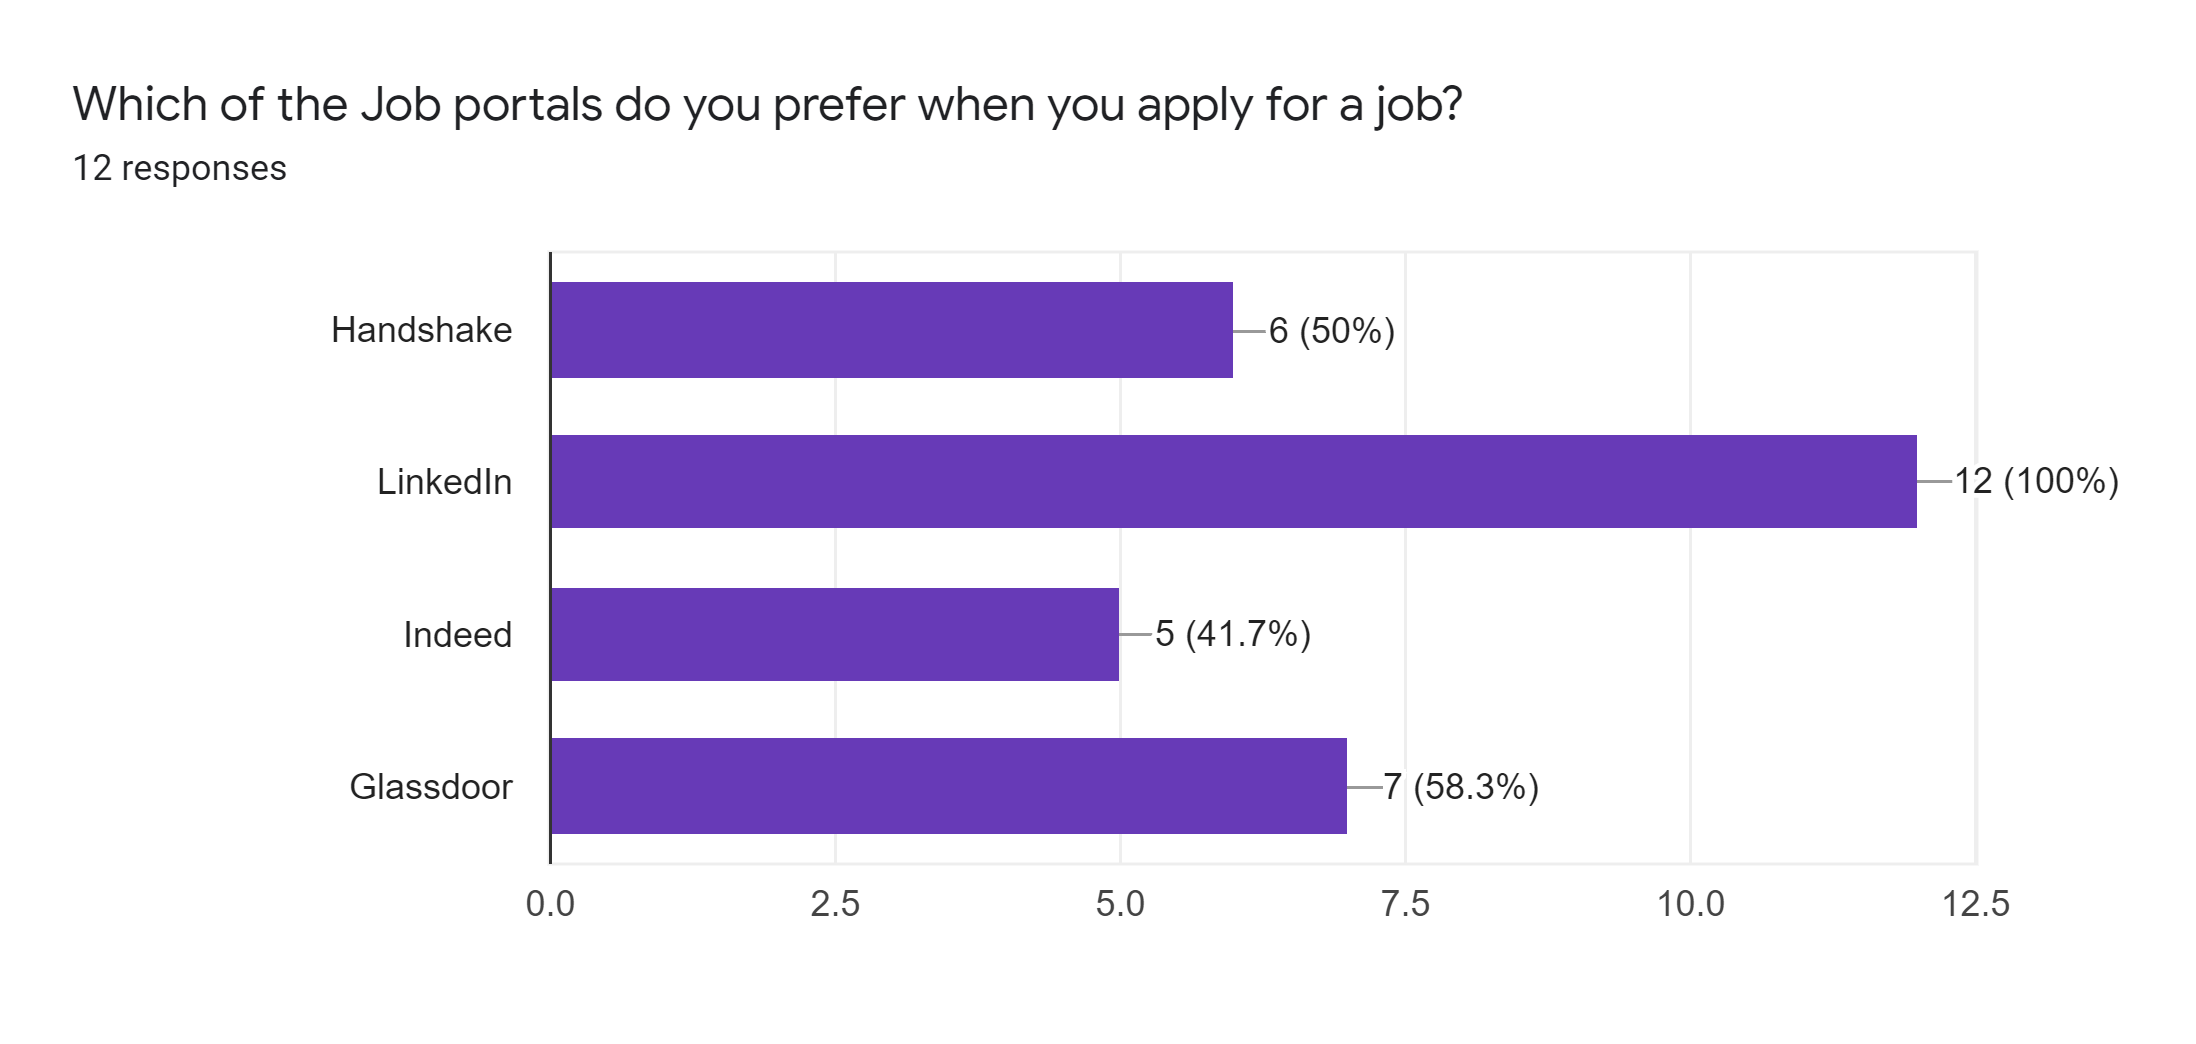 Which of the Job portals do you prefer when you apply for a job?
12 responses
Handshake
6 (50%)
LinkedIn
12 (100%)
Indeed
5 (41.7%)
Glassdoor
7 (58.3%)
0.0 2.5 5.0 7.5 10.0 12.5